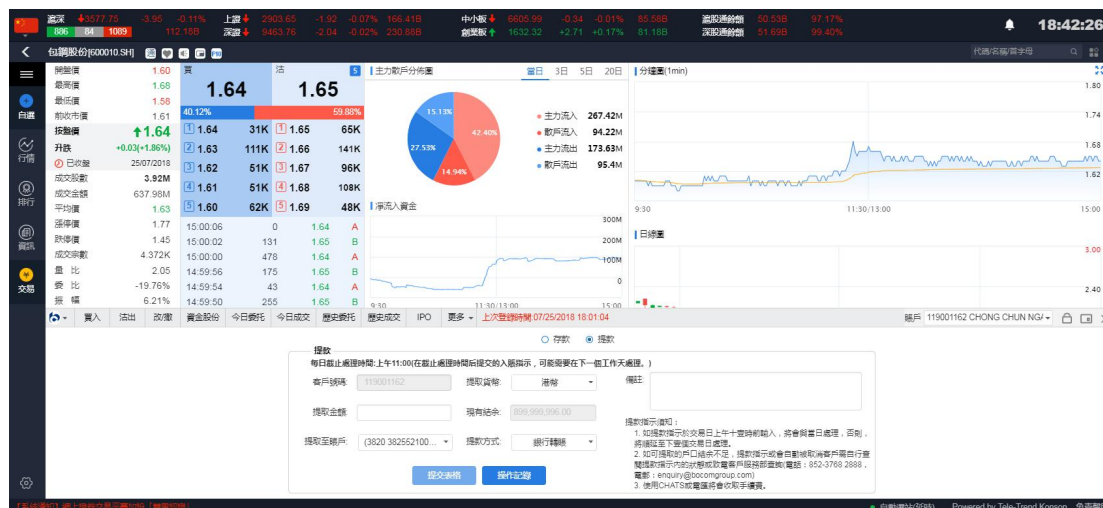 滬深 3577.75 -3.95 -0.11% 上證 2903.65 -1.92 -0.07% 166.41B 中小板 6605.99 -0.34 -0.01% 85.58B 滬股通餘額 50.53B 97.17%
886 84 1089 112.18B 深證 9463.76 -2.04 -0.02% 230.88B 創業板 1632.32 +2.71 +0.17% 81.18B 深股通餘額 51.69B 99.40%
18:42:26
包鋼股份[600010.SH]
代碼/名稱/首字母
自選
行情
排行
資訊
交易
開盤價 1.60
最高價 1.68
最低價 1.58
前收市價 1.61
按盤價 1.64
升跌 +0.03(+1.86%)
已收盤 25/07/2018
成交股數 3.92M
成交金額 637.98M
平均價 1.63
漲停價 1.77
跌停價 1.45
成交宗數 4.372K
量 比 2.05
委 比 -19.76%
振 幅 6.21%
買 沽 5
1.64 1.65
40.12% 59.88%
1 1.64 31K 1 1.65 65K
2 1.63 111K 2 1.66 141K
3 1.62 51K 3 1.67 96K
4 1.61 51K 4 1.68 108K
5 1.60 62K 5 1.69 48K
15:00:06 0 1.64 A
15:00:02 131 1.65 B
15:00:00 478 1.64 A
14:59:56 175 1.65 B
14:59:54 43 1.64 A
14:59:50 255 1.65 B
主力散戶分佈圖 當日 3日 5日 20日
15.13%
42.40%
27.53%
14.94%
主力流入 267.42M
散戶流入 94.22M
主力流出 173.63M
散戶流出 95.4M
淨流入資金
300M
200M
100M
0
9:30 11:30/13:00 15:00
分鐘圖(1min)
1.80
1.74
1.68
1.62
9:30 11:30/13:00 15:00
日線圖
3.00
2.40
買入 沽出 改/撤 資金股份 今日委托 今日成交 歷史委托 歷史成交 IPO 更多 上次登錄時間:07/25/2018 18:01:04
賬戶 119001162 CHONG CHUN NG/
存款 提款
提款
每日截止處理時間:上午11:00(在截止處理時間后提交的入賬指示，可能需要在下一個工作天處理。)
客戶號碼: 119001162 提取貨幣: 港幣 備註:
提取金額: 現有結余: 899,999,996.00
提取至賬戶: (3820 382552100... 提款方式: 銀行轉賬
提交表格 操作記錄
提款指示須知：
1. 如提款指示於交易日上午十壹時前輸入，將會與當日處理，否則，
將順延至下壹個交易日處理。
2. 如可提取的戶口結余不足，提款指示或會自動被取消客戶需自行查
閱提款指示內的狀態或致電客戶服務部查詢(電話：852-3768 2888，
電郵：enquiry@bocomgroup.com)
3. 使用CHATS或電匯將會收取手續費。
Powered by Tele-Trend Konson